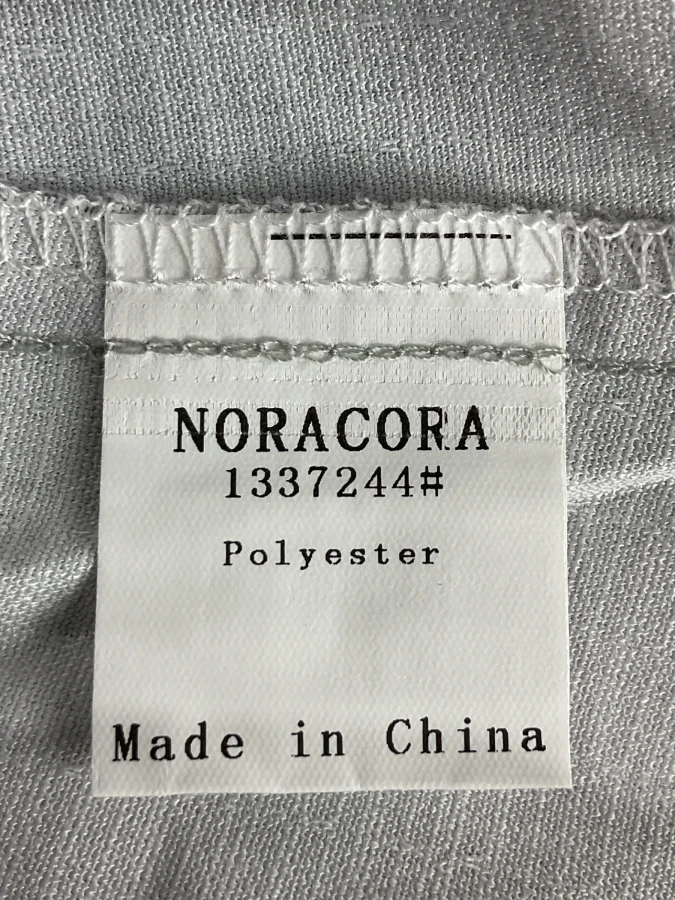 NORACORA
1337244#
Polyester
Made in China